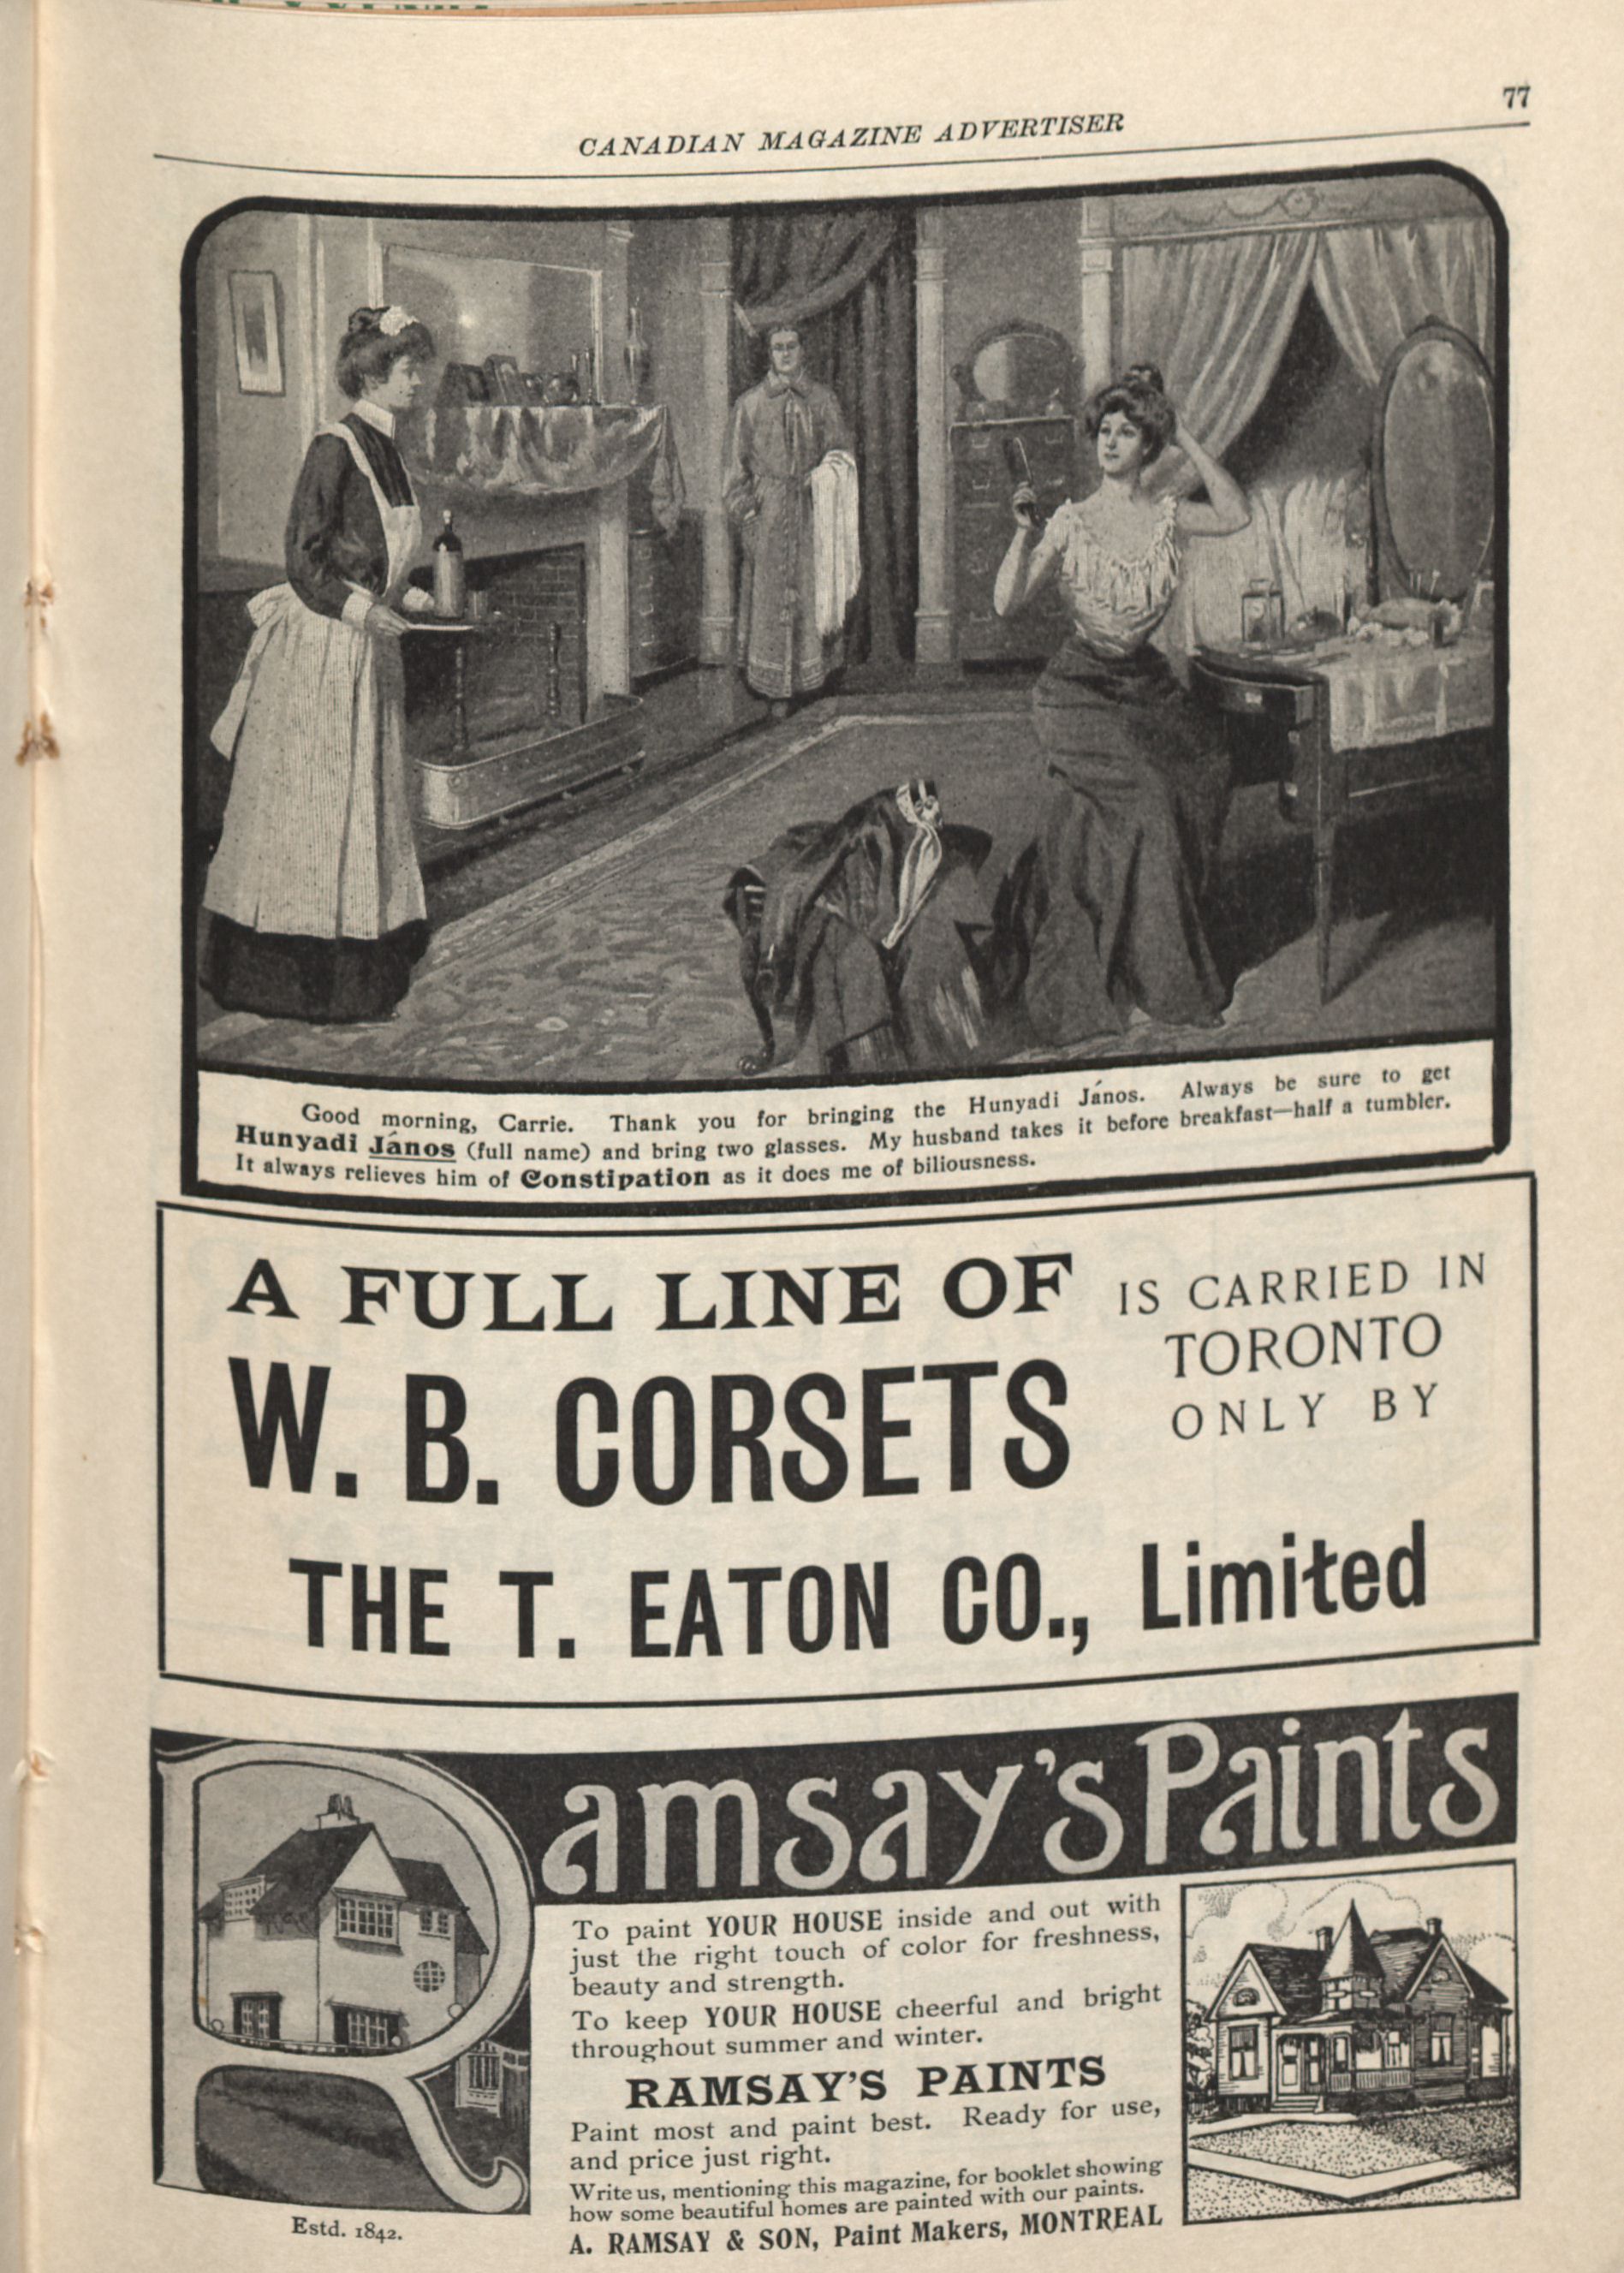 77
CANADIAN MAGAZINE ADVERTISER
Good morning, Carrie. Thank you for bringing the Hunyadi János. Always be sure to get
Hunyadi János (full name) and bring two glasses. My husband takes it before breakfast—half a tumbler.
It always relieves him of Constipation as it does me of biliousness.
A FULL LINE OF
W. B. CORSETS
IS CARRIED IN
TORONTO
ONLY BY
THE T. EATON CO., Limited
Ramsay's Paints
To paint YOUR HOUSE inside and out with
just the right touch of color for freshness,
beauty and strength.
To keep YOUR HOUSE cheerful and bright
throughout summer and winter.
RAMSAY'S PAINTS
Paint most and paint best. Ready for use,
and price just right.
Write us, mentioning this magazine, for booklet showing
how some beautiful homes are painted with our paints.
A. RAMSAY & SON, Paint Makers, MONTREAL
Estd. 1842.